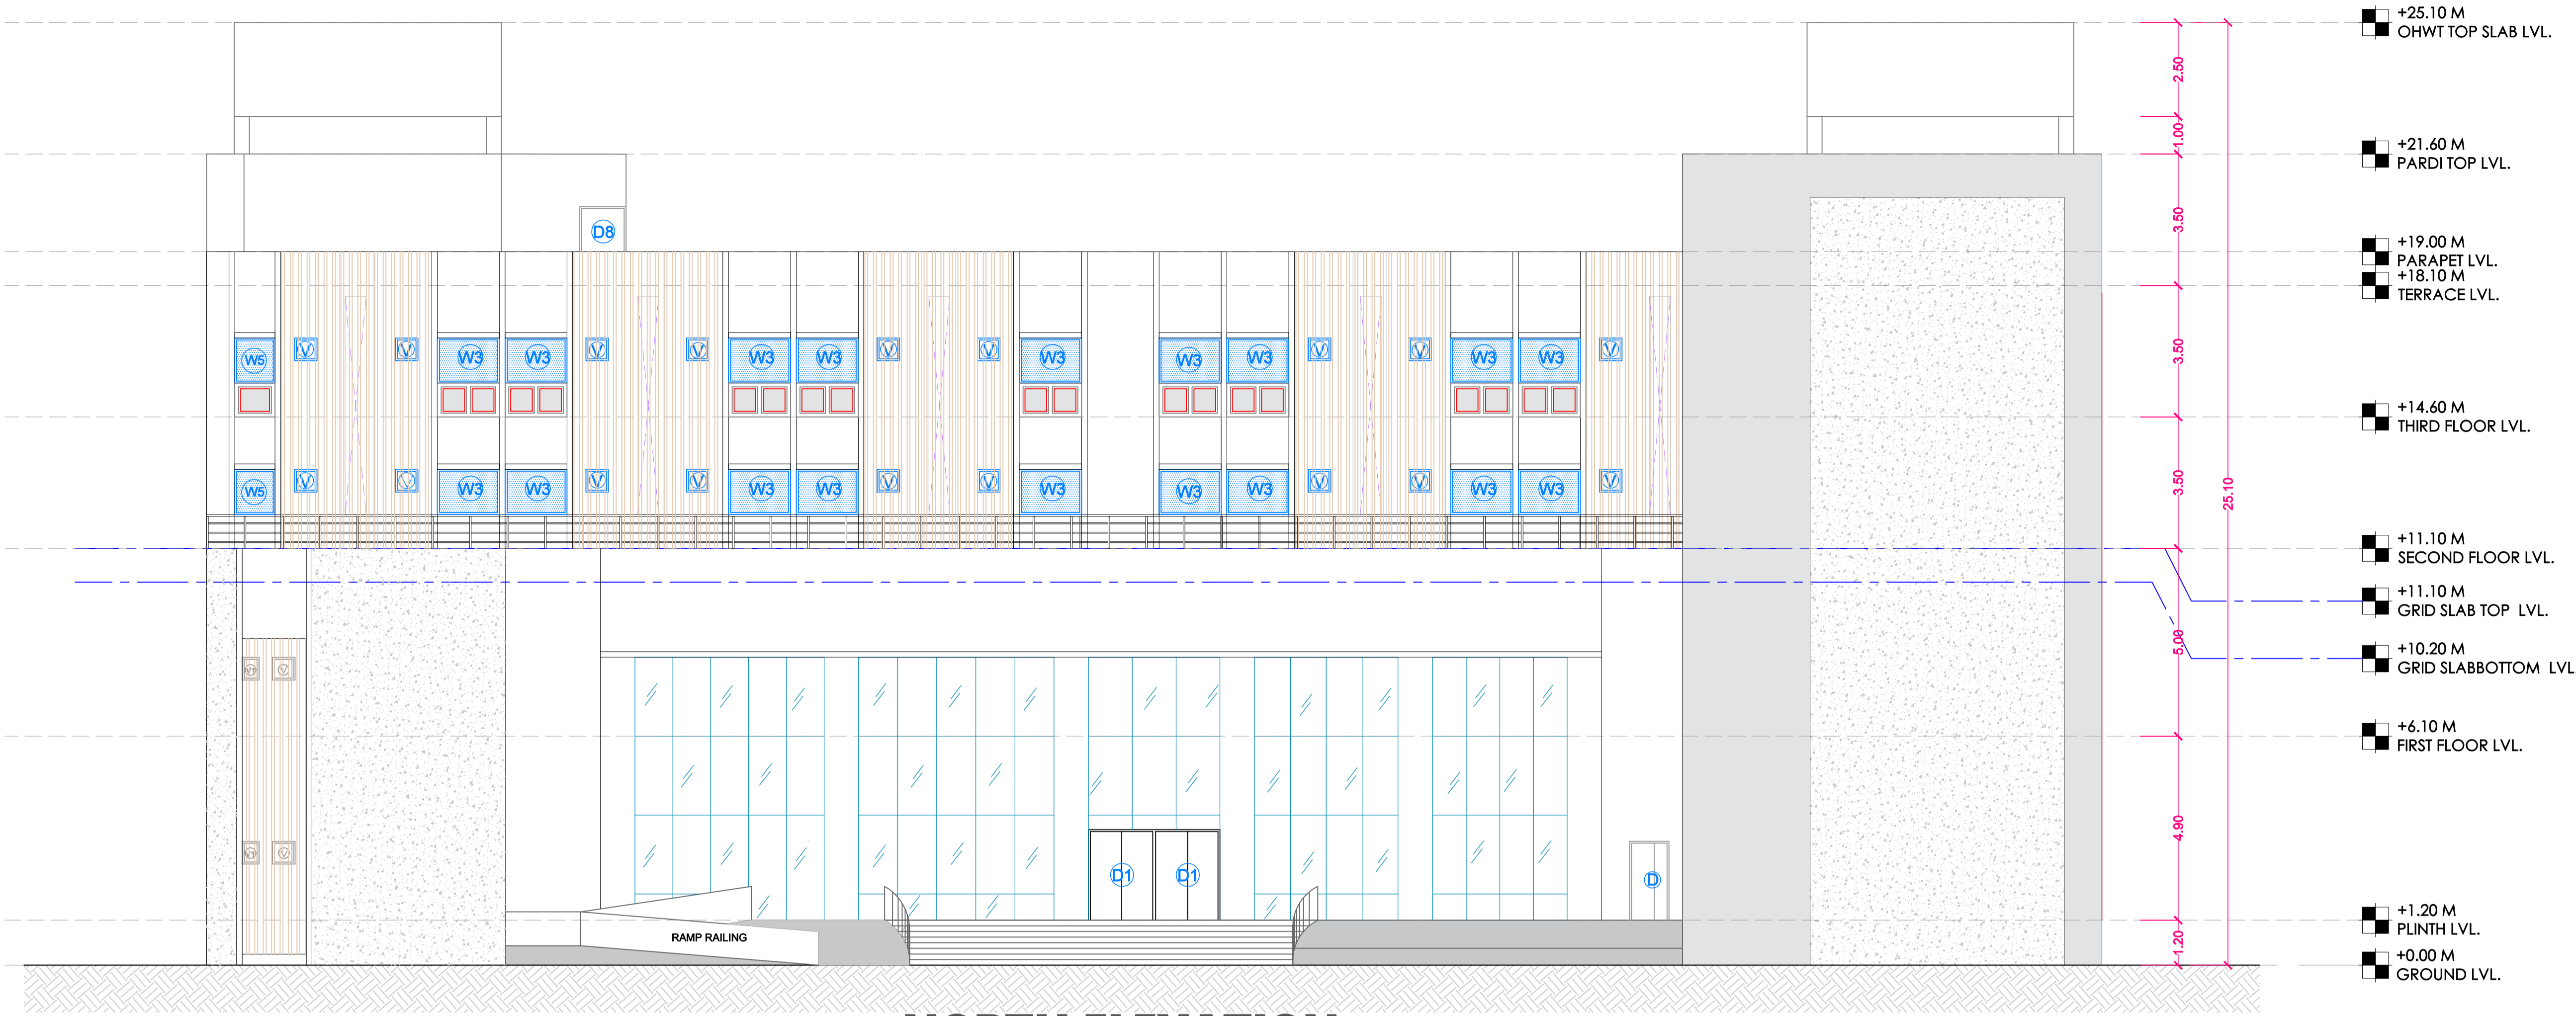 +25.10 M
OHWT TOP SLAB LVL.
2.50
1.00
+21.60 M
PARDI TOP LVL.
3.50
D8
+19.00 M
PARAPET LVL.
+18.10 M
TERRACE LVL.
W5 V V W3 W3 V V W3 W3 V V W3 W3 W3 V V W3 W3 V
3.50
+14.60 M
THIRD FLOOR LVL.
W5 V V W3 W3 V V W3 W3 V V W3 W3 W3 V V W3 W3 V
3.50
25.10
+11.10 M
SECOND FLOOR LVL.
+11.10 M
GRID SLAB TOP LVL.
5.00
+10.20 M
GRID SLABBOTTOM LVL
V1 V
+6.10 M
FIRST FLOOR LVL.
4.90
V1 V
D1 D1 D
+1.20 M
PLINTH LVL.
RAMP RAILING
1.20
+0.00 M
GROUND LVL.
NORTH ELEVATION